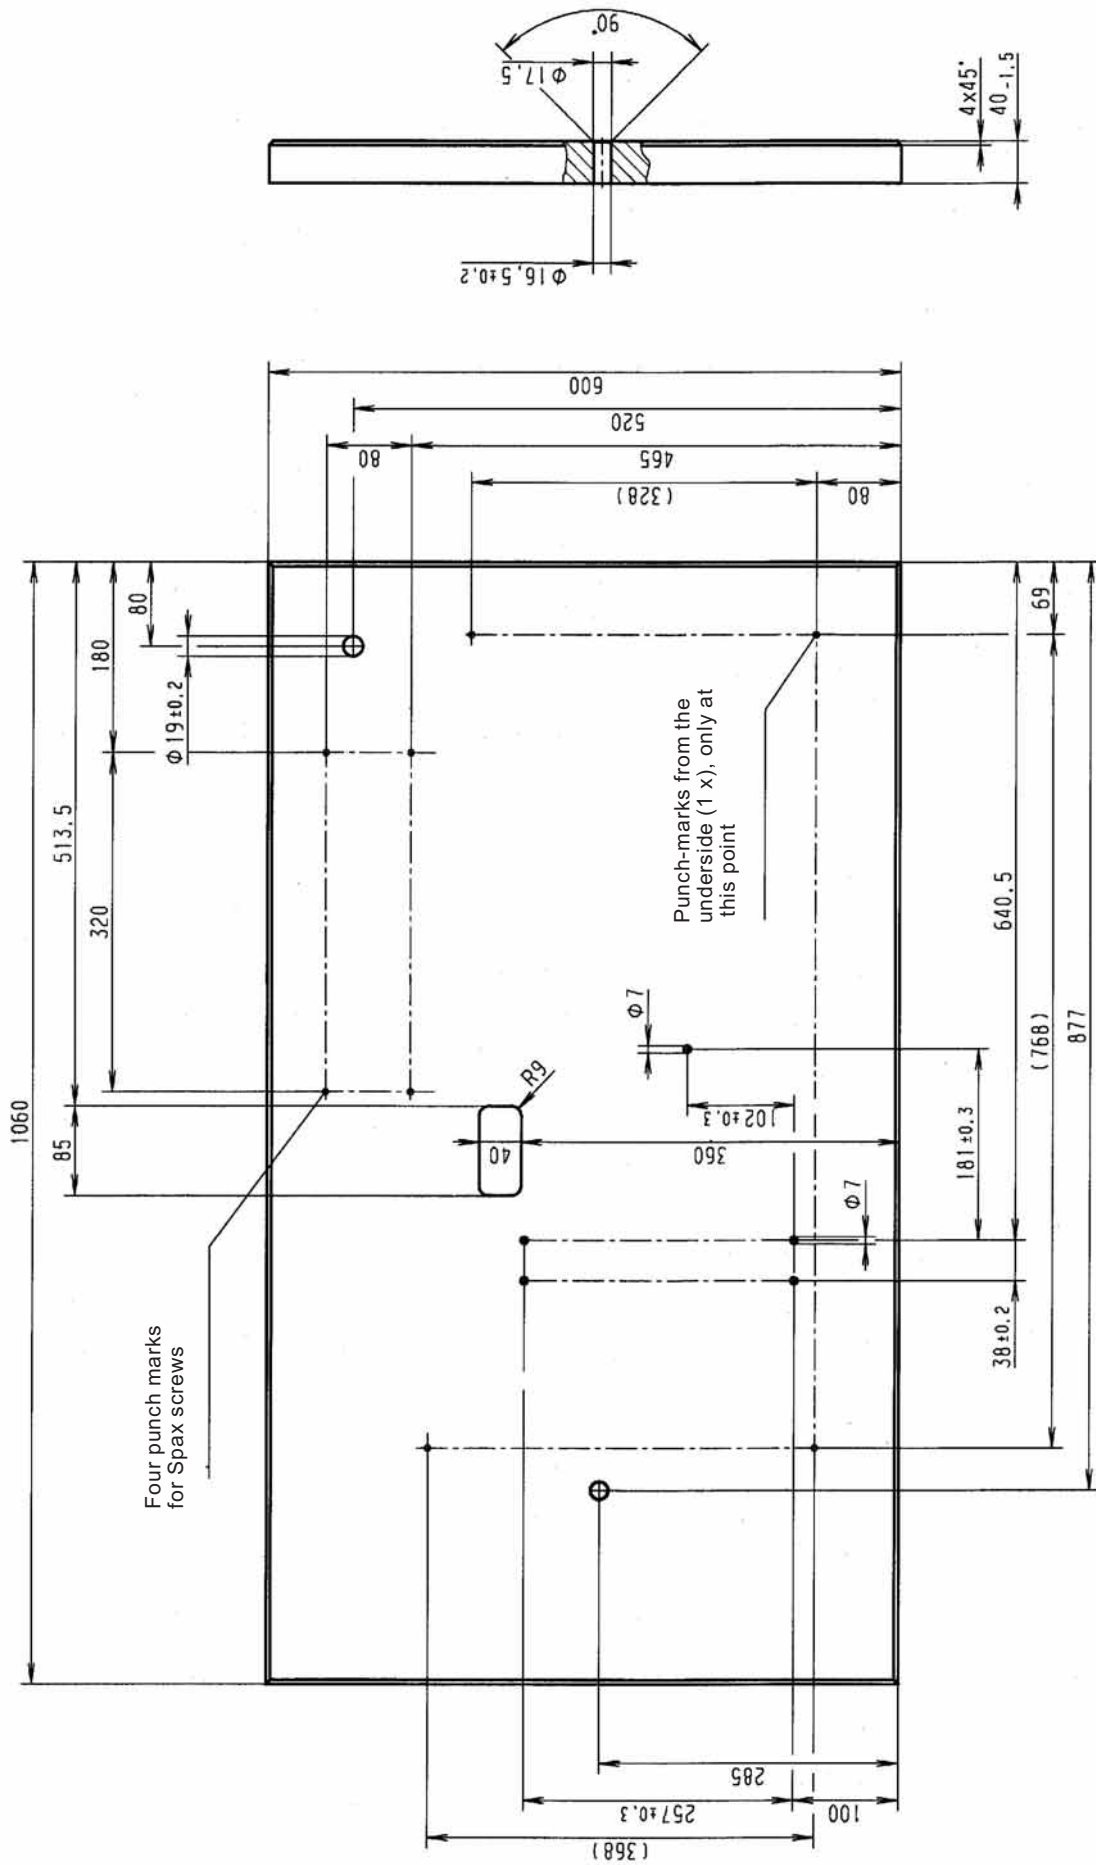 90°
Φ17,5
4x45°
40 -1.5
Φ16,5±0.2
600
520
80
465
(328)
80
1060
80
180
Φ19±0.2
513.5
320
85
69
Punch-marks from the
underside (1 x), only at
this point
640.5
Φ7
(768)
877
R9
102±0.3
181±0.3
40
360
Φ7
38±0.2
Four punch marks
for Spax screws
285
257±0.3
100
(368)